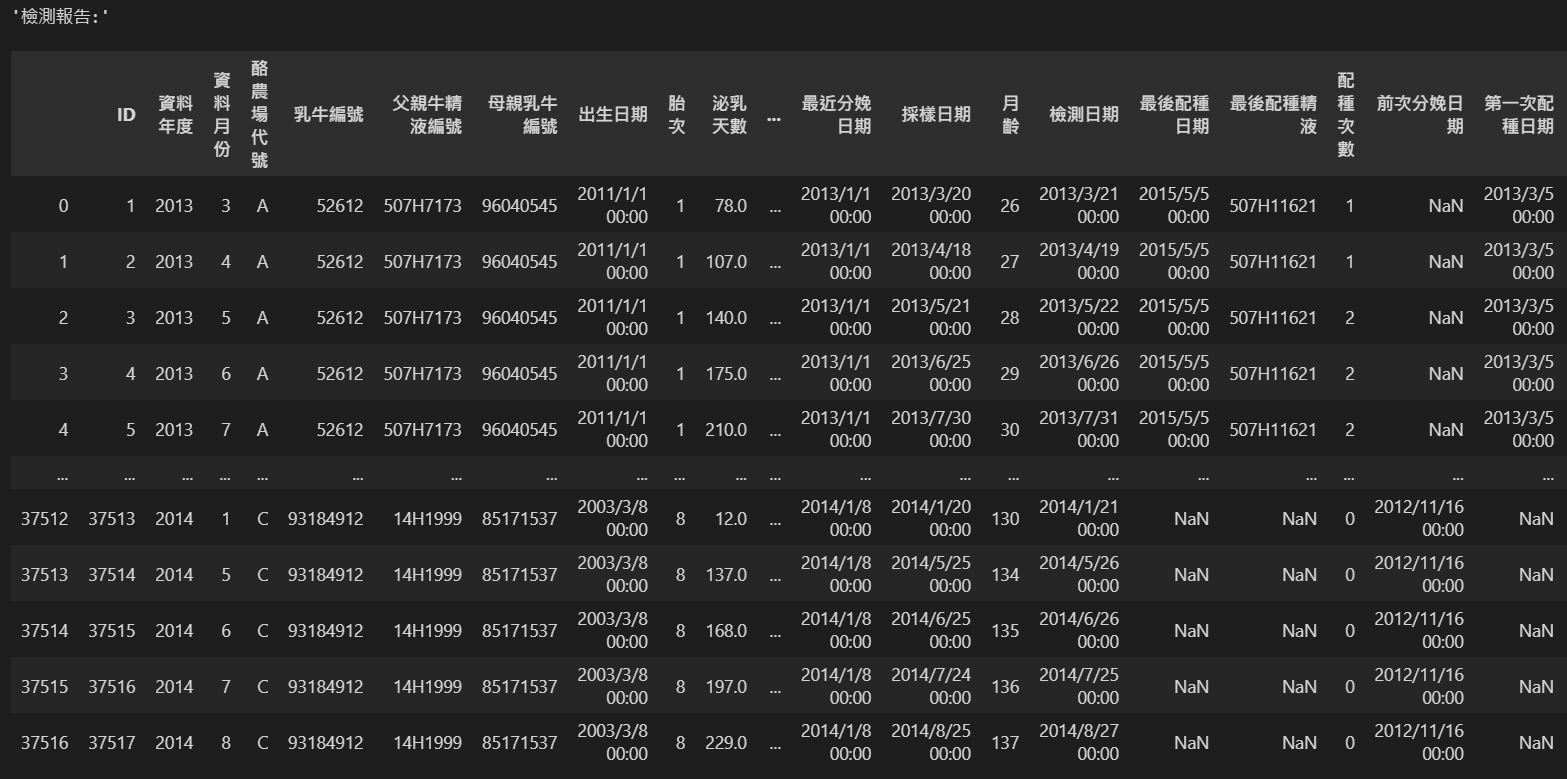 '檢測報告:'
ID 資料年度 資料月份 酪農場代號 乳牛編號 父親牛精液編號 母親乳牛編號 出生日期 胎次 泌乳天數 ... 最近分娩日期 採樣日期 月齡 檢測日期 最後配種日期 最後配種精液 配種次數 前次分娩日期 第一次配種日期
0 1 2013 3 A 52612 507H7173 96040545 2011/1/1 00:00 1 78.0 ... 2013/1/1 00:00 2013/3/20 00:00 26 2013/3/21 00:00 2015/5/5 00:00 507H11621 1 NaN 2013/3/5 00:00
1 2 2013 4 A 52612 507H7173 96040545 2011/1/1 00:00 1 107.0 ... 2013/1/1 00:00 2013/4/18 00:00 27 2013/4/19 00:00 2015/5/5 00:00 507H11621 1 NaN 2013/3/5 00:00
2 3 2013 5 A 52612 507H7173 96040545 2011/1/1 00:00 1 140.0 ... 2013/1/1 00:00 2013/5/21 00:00 28 2013/5/22 00:00 2015/5/5 00:00 507H11621 2 NaN 2013/3/5 00:00
3 4 2013 6 A 52612 507H7173 96040545 2011/1/1 00:00 1 175.0 ... 2013/1/1 00:00 2013/6/25 00:00 29 2013/6/26 00:00 2015/5/5 00:00 507H11621 2 NaN 2013/3/5 00:00
4 5 2013 7 A 52612 507H7173 96040545 2011/1/1 00:00 1 210.0 ... 2013/1/1 00:00 2013/7/30 00:00 30 2013/7/31 00:00 2015/5/5 00:00 507H11621 2 NaN 2013/3/5 00:00
... ... ... ... ... ... ... ... ... ... ... ... ... ... ... ... ... ... ... ... ...
37512 37513 2014 1 C 93184912 14H1999 85171537 2003/3/8 00:00 8 12.0 ... 2014/1/8 00:00 2014/1/20 00:00 130 2014/1/21 00:00 NaN NaN 0 2012/11/16 00:00 NaN
37513 37514 2014 5 C 93184912 14H1999 85171537 2003/3/8 00:00 8 137.0 ... 2014/1/8 00:00 2014/5/25 00:00 134 2014/5/26 00:00 NaN NaN 0 2012/11/16 00:00 NaN
37514 37515 2014 6 C 93184912 14H1999 85171537 2003/3/8 00:00 8 168.0 ... 2014/1/8 00:00 2014/6/25 00:00 135 2014/6/26 00:00 NaN NaN 0 2012/11/16 00:00 NaN
37515 37516 2014 7 C 93184912 14H1999 85171537 2003/3/8 00:00 8 197.0 ... 2014/1/8 00:00 2014/7/24 00:00 136 2014/7/25 00:00 NaN NaN 0 2012/11/16 00:00 NaN
37516 37517 2014 8 C 93184912 14H1999 85171537 2003/3/8 00:00 8 229.0 ... 2014/1/8 00:00 2014/8/25 00:00 137 2014/8/27 00:00 NaN NaN 0 2012/11/16 00:00 NaN